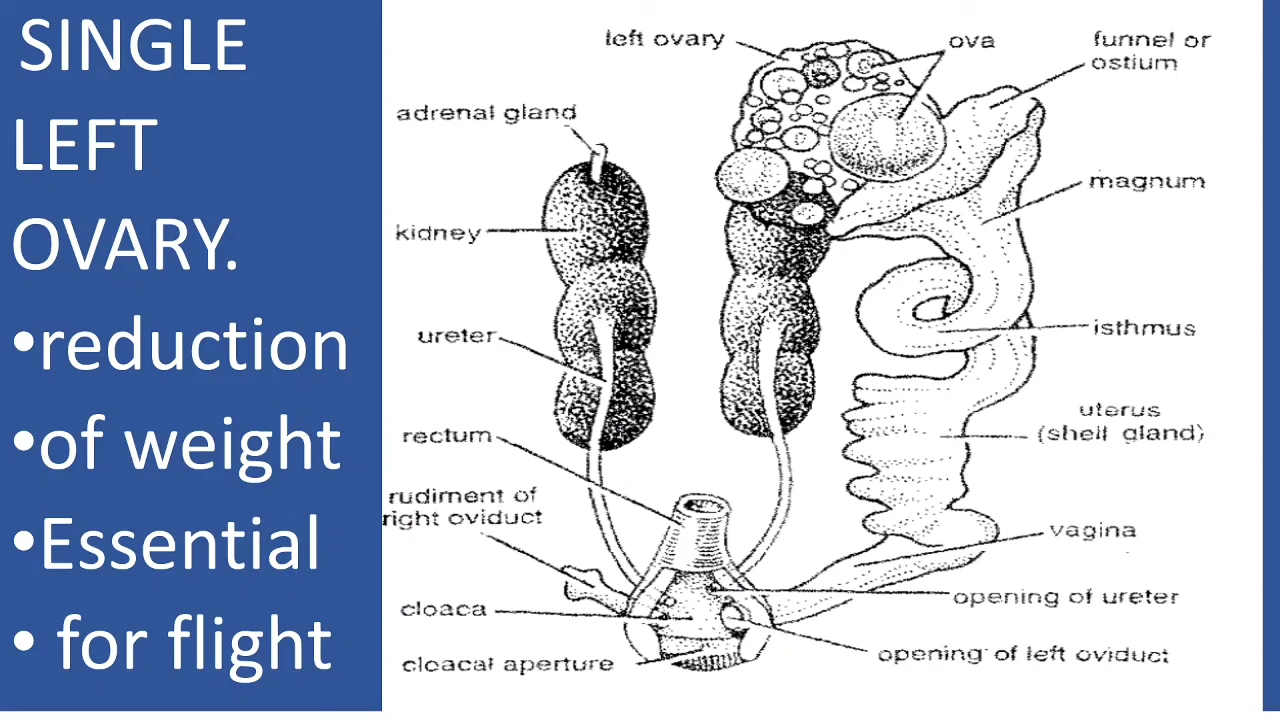 SINGLE
LEFT
OVARY.
•reduction
•of weight
•Essential
• for flight
left ovary
ova
funnel or
ostium
adrenal gland
magnum
kidney
isthmus
ureter
uterus
(shell gland)
rectum
rudiment of
right oviduct
vagina
opening of ureter
cloaca
opening of left oviduct
cloacal aperture